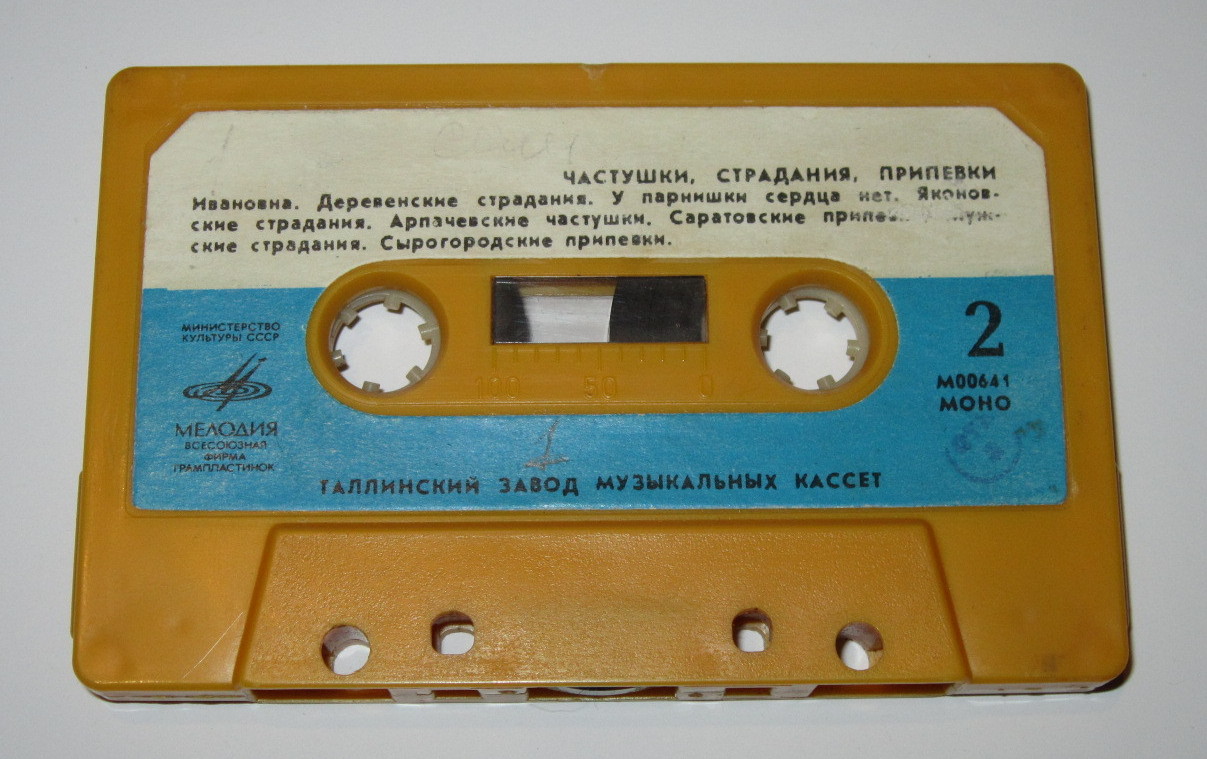 ЧАСТУШКИ, СТРАДАНИЯ, ПРИПЕВКИ
Ивановна. Деревенские страдания. У парнишки сердца нет. Яконов-
ские страдания. Арпачевские частушки. Саратовские
ские страдания. Сырогородские припевки.
МИНИСТЕРСТВО
КУЛЬТУРЫ СССР
МЕЛОДИЯ
ВСЕСОЮЗНАЯ
ФИРМА
ГРАМПЛАСТИНОК
100 50 0
2
М00641
МОНО
1
ТАЛЛИНСКИЙ ЗАВОД МУЗЫКАЛЬНЫХ КАССЕТ